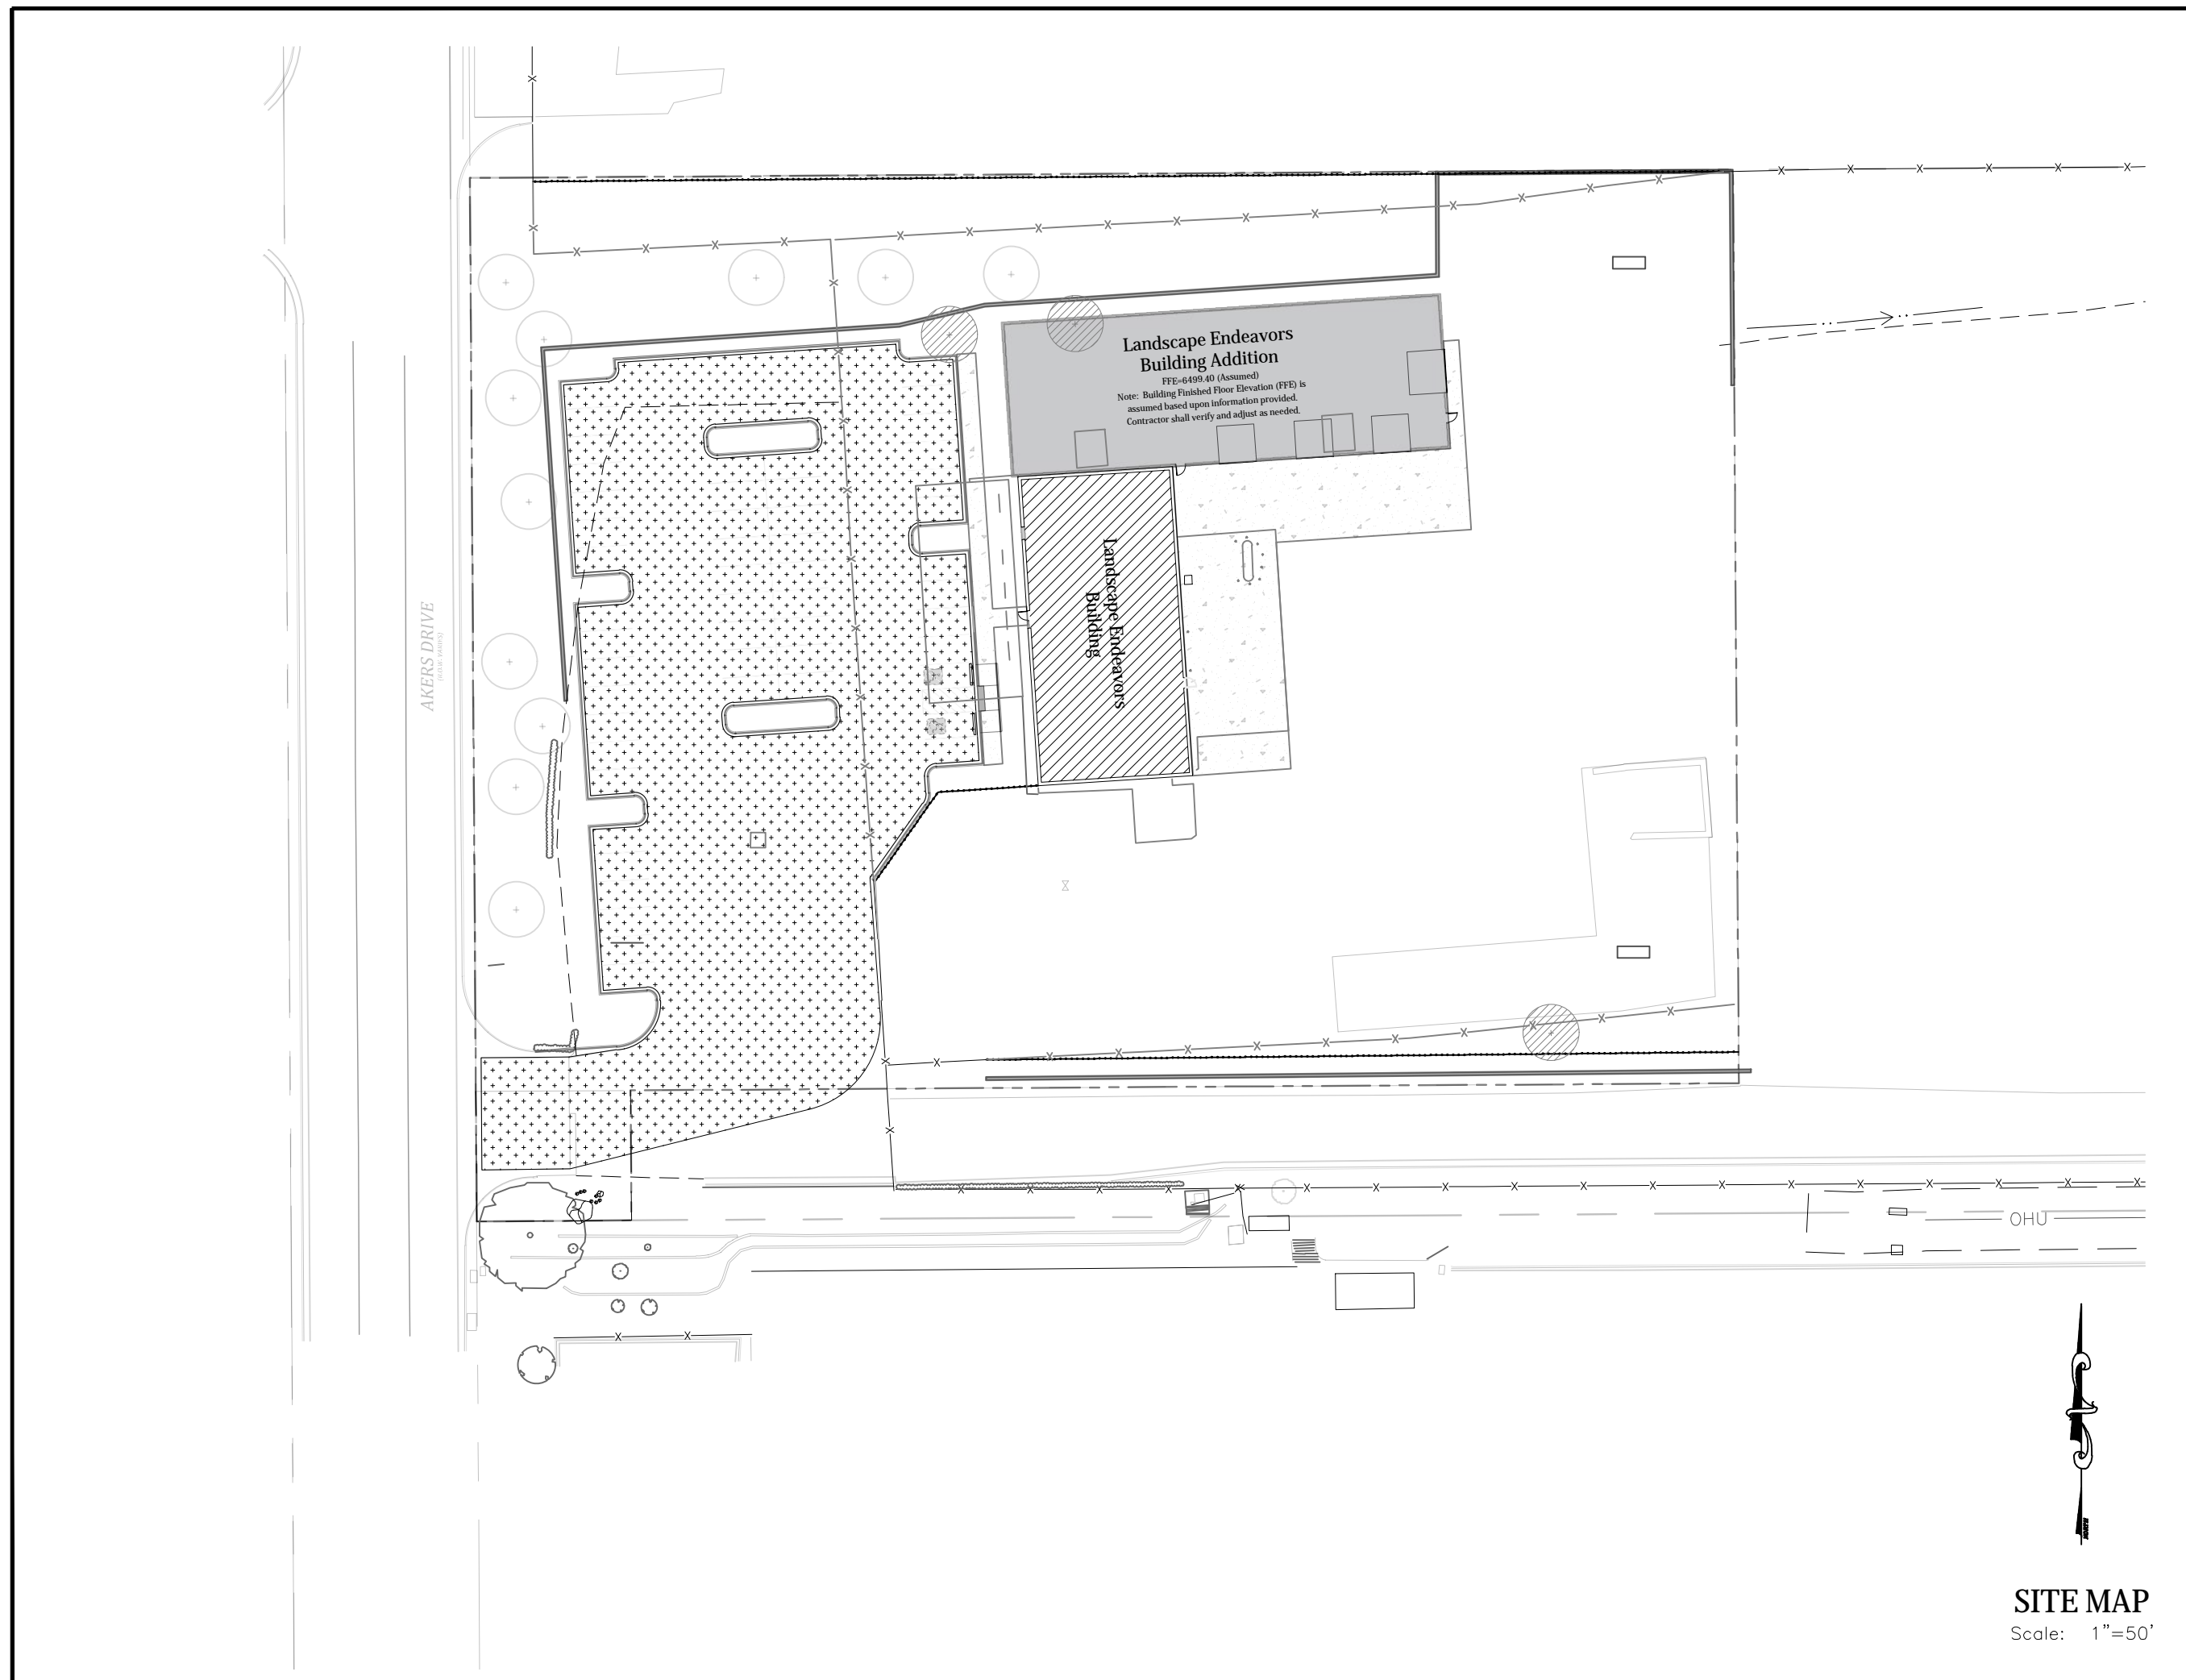 Landscape Endeavors
Building Addition
FFE=6499.40 (Assumed)
Note: Building Finished Floor Elevation (FFE) is
assumed based upon information provided.
Contractor shall verify and adjust as needed.
Landscape Endeavors
Building
AKERS DRIVE
OHU
SITE MAP
Scale: 1"=50'